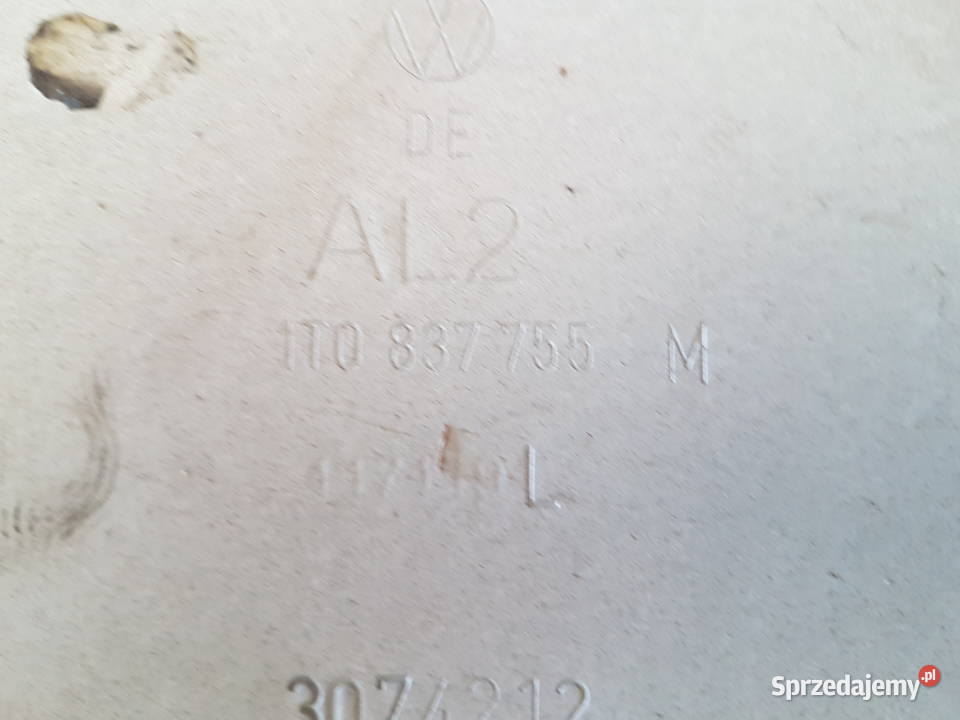 DE
AL2
1T0 837 755 M
L
3074212
Sprzedajemy.pl